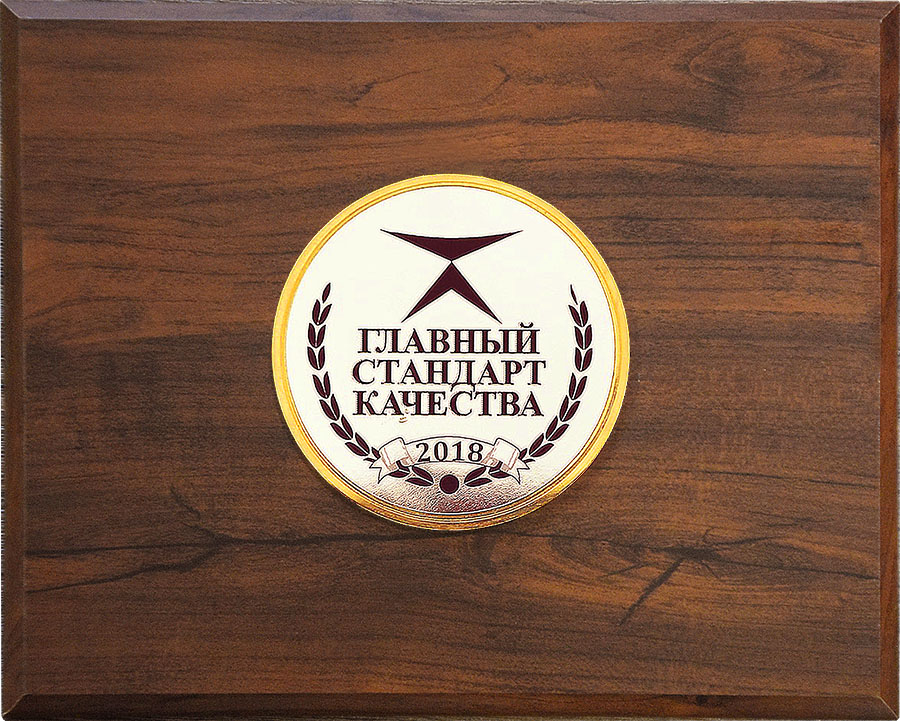 ГЛАВНЫЙ
СТАНДАРТ
КАЧЕСТВА
2018